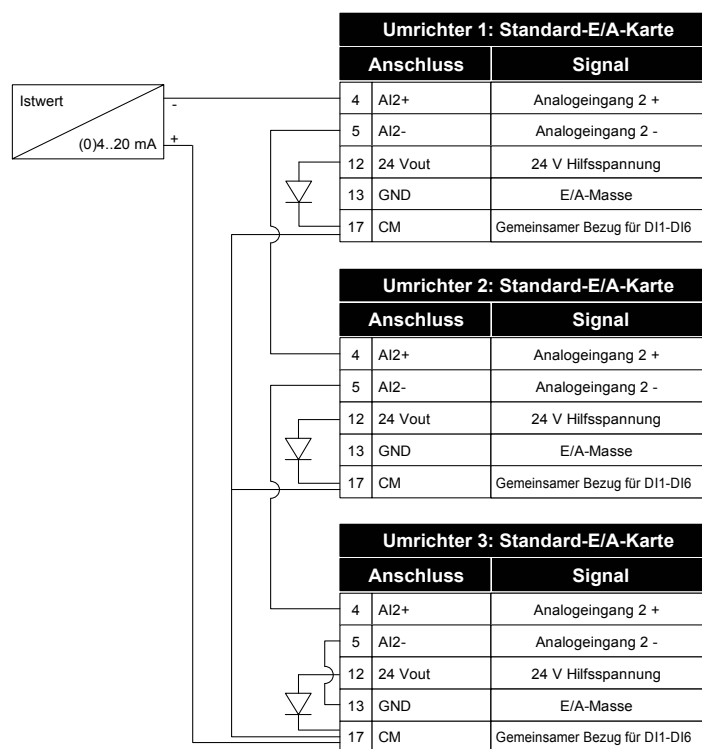 Umrichter 1: Standard-E/A-Karte
Anschluss Signal
Istwert
-
4 AI2+ Analogeingang 2 +
+
(0)4..20 mA
5 AI2- Analogeingang 2 -
12 24 Vout 24 V Hilfsspannung
13 GND E/A-Masse
17 CM Gemeinsamer Bezug für DI1-DI6
Umrichter 2: Standard-E/A-Karte
Anschluss Signal
4 AI2+ Analogeingang 2 +
5 AI2- Analogeingang 2 -
12 24 Vout 24 V Hilfsspannung
13 GND E/A-Masse
17 CM Gemeinsamer Bezug für DI1-DI6
Umrichter 3: Standard-E/A-Karte
Anschluss Signal
4 AI2+ Analogeingang 2 +
5 AI2- Analogeingang 2 -
12 24 Vout 24 V Hilfsspannung
13 GND E/A-Masse
17 CM Gemeinsamer Bezug für DI1-DI6